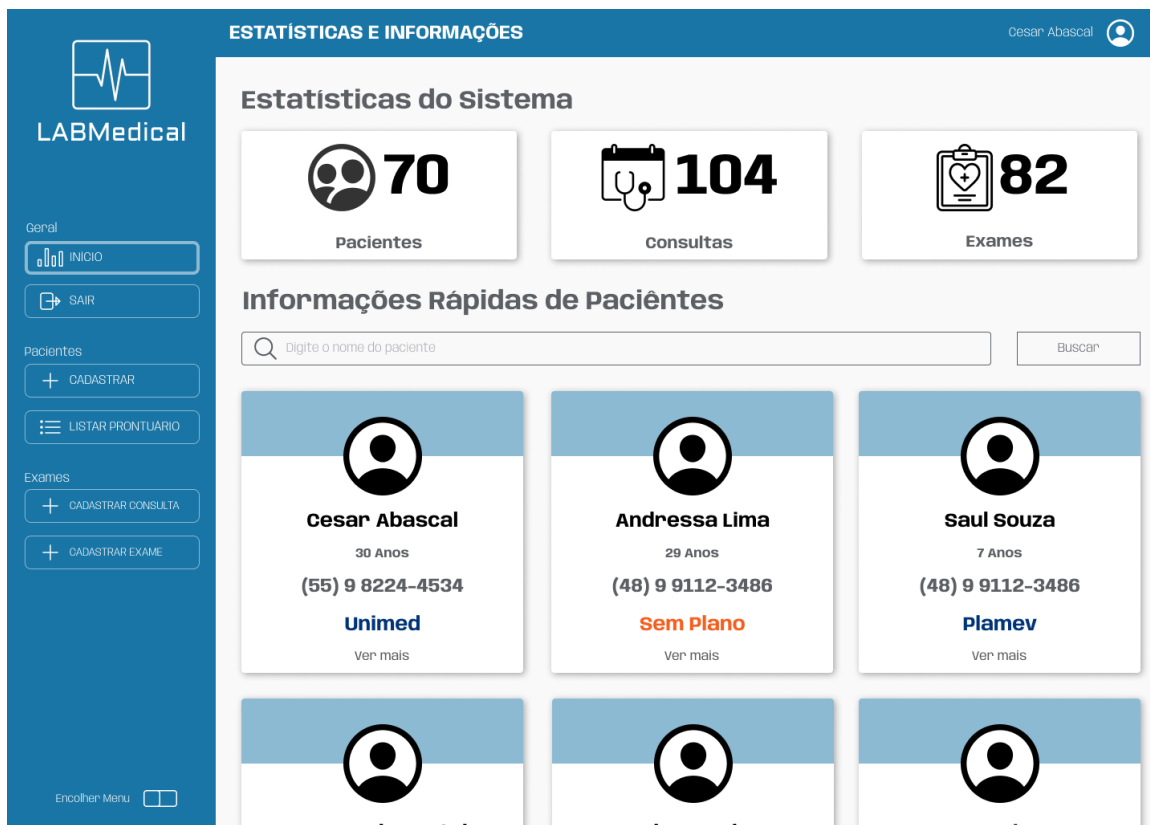 LABMedical
Geral
INICIO
SAIR
Pacientes
CADASTRAR
LISTAR PRONTUÁRIO
Exames
CADASTRAR CONSULTA
CADASTRAR EXAME
Encolher Menu
ESTATÍSTICAS E INFORMAÇÕES
Cesar Abascal
Estatísticas do Sistema
70
Pacientes
104
Consultas
82
Exames
Informações Rápidas de Paciêntes
Digite o nome do paciente
Buscar
Cesar Abascal
30 Anos
(55) 9 8224-4534
Unimed
Ver mais
Andressa Lima
29 Anos
(48) 9 9112-3486
Sem Plano
Ver mais
Saul Souza
7 Anos
(48) 9 9112-3486
Plamev
Ver mais